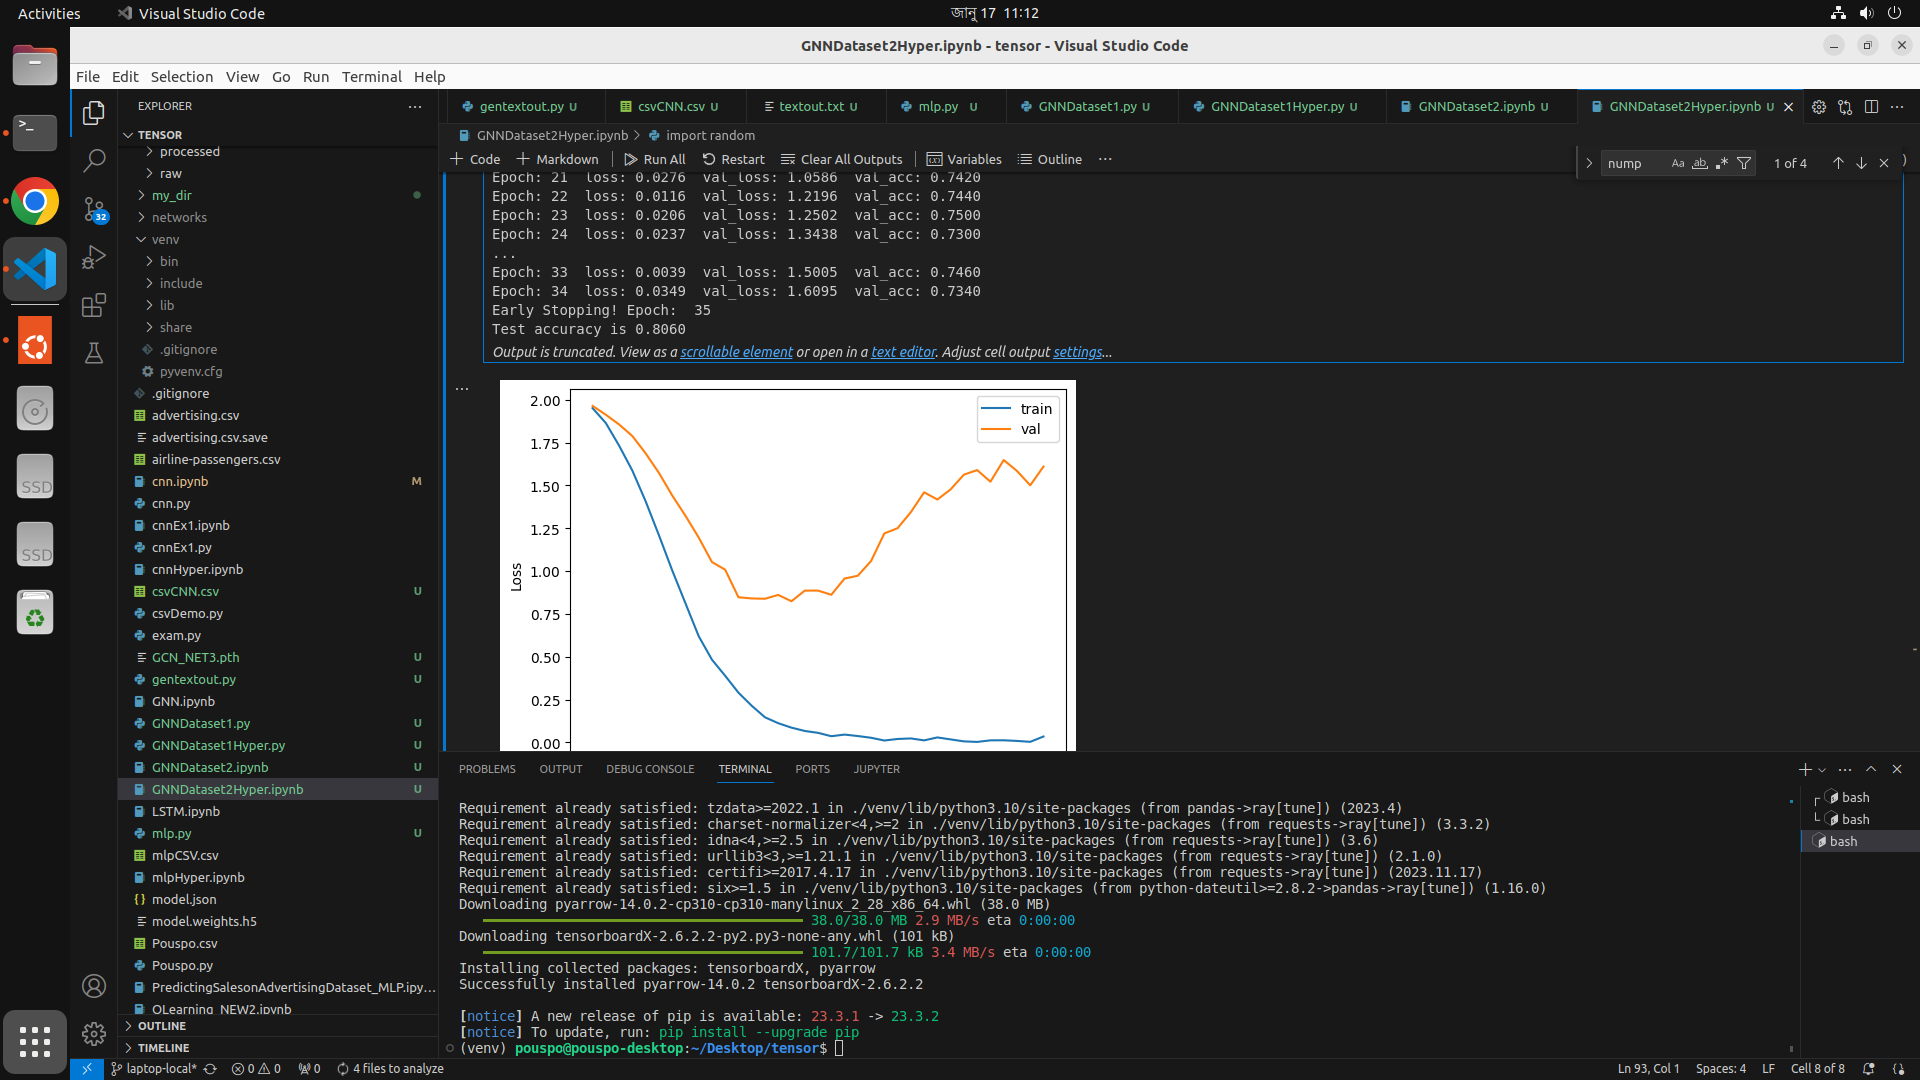 Activities
Visual Studio Code
জানু 17 11:12
GNNDataset2Hyper.ipynb - tensor - Visual Studio Code
File Edit Selection View Go Run Terminal Help
EXPLORER
TENSOR
processed
raw
my_dir
networks
venv
bin
include
lib
share
.gitignore
pyvenv.cfg
.gitignore
advertising.csv
advertising.csv.save
airline-passengers.csv
cnn.ipynb M
cnn.py
cnnEx1.ipynb
cnnEx1.py
cnnHyper.ipynb
csvCNN.csv U
csvDemo.py
exam.py
GCN_NET3.pth U
gentextout.py U
GNN.ipynb
GNNDataset1.py U
GNNDataset1Hyper.py U
GNNDataset2.ipynb U
GNNDataset2Hyper.ipynb U
LSTM.ipynb
mlp.py U
mlpCSV.csv
mlpHyper.ipynb
model.json
model.weights.h5
Pouspo.csv
Pouspo.py
PredictingSalesonAdvertisingDataset_MLP.ipy...
QLearning_NEW2.ipynb
OUTLINE
TIMELINE
32
SSD
SSD
gentextout.py U
csvCNN.csv U
textout.txt U
mlp.py U
GNNDataset1.py U
GNNDataset1Hyper.py U
GNNDataset2.ipynb U
GNNDataset2Hyper.ipynb U
GNNDataset2Hyper.ipynb > import random
+ Code + Markdown Run All Restart Clear All Outputs Variables Outline ...
nump Aa ab .* 1 of 4
Epoch: 21 loss: 0.0276 val_loss: 1.0586 val_acc: 0.7420
Epoch: 22 loss: 0.0116 val_loss: 1.2196 val_acc: 0.7440
Epoch: 23 loss: 0.0206 val_loss: 1.2502 val_acc: 0.7500
Epoch: 24 loss: 0.0237 val_loss: 1.3438 val_acc: 0.7300
...
Epoch: 33 loss: 0.0039 val_loss: 1.5005 val_acc: 0.7460
Epoch: 34 loss: 0.0349 val_loss: 1.6095 val_acc: 0.7340
Early Stopping! Epoch: 35
Test accuracy is 0.8060
Output is truncated. View as a scrollable element or open in a text editor. Adjust cell output settings...
train
val
Loss
2.00
1.75
1.50
1.25
1.00
0.75
0.50
0.25
0.00
PROBLEMS OUTPUT DEBUG CONSOLE TERMINAL PORTS JUPYTER
Requirement already satisfied: tzdata>=2022.1 in ./venv/lib/python3.10/site-packages (from pandas->ray[tune]) (2023.4)
Requirement already satisfied: charset-normalizer<4,>=2 in ./venv/lib/python3.10/site-packages (from requests->ray[tune]) (3.3.2)
Requirement already satisfied: idna<4,>=2.5 in ./venv/lib/python3.10/site-packages (from requests->ray[tune]) (3.6)
Requirement already satisfied: urllib3<3,>=1.21.1 in ./venv/lib/python3.10/site-packages (from requests->ray[tune]) (2.1.0)
Requirement already satisfied: certifi>=2017.4.17 in ./venv/lib/python3.10/site-packages (from requests->ray[tune]) (2023.11.17)
Requirement already satisfied: six>=1.5 in ./venv/lib/python3.10/site-packages (from python-dateutil>=2.8.2->pandas->ray[tune]) (1.16.0)
Downloading pyarrow-14.0.2-cp310-cp310-manylinux_2_28_x86_64.whl (38.0 MB)
38.0/38.0 MB 2.9 MB/s eta 0:00:00
Downloading tensorboardX-2.6.2.2-py2.py3-none-any.whl (101 kB)
101.7/101.7 kB 3.4 MB/s eta 0:00:00
Installing collected packages: tensorboardX, pyarrow
Successfully installed pyarrow-14.0.2 tensorboardX-2.6.2.2
[notice] A new release of pip is available: 23.3.1 -> 23.3.2
[notice] To update, run: pip install --upgrade pip
(venv) pouspo@pouspo-desktop:~/Desktop/tensor$
bash
bash
bash
laptop-local* 0 0 0 4 files to analyze
Ln 93, Col 1 Spaces: 4 LF Cell 8 of 8